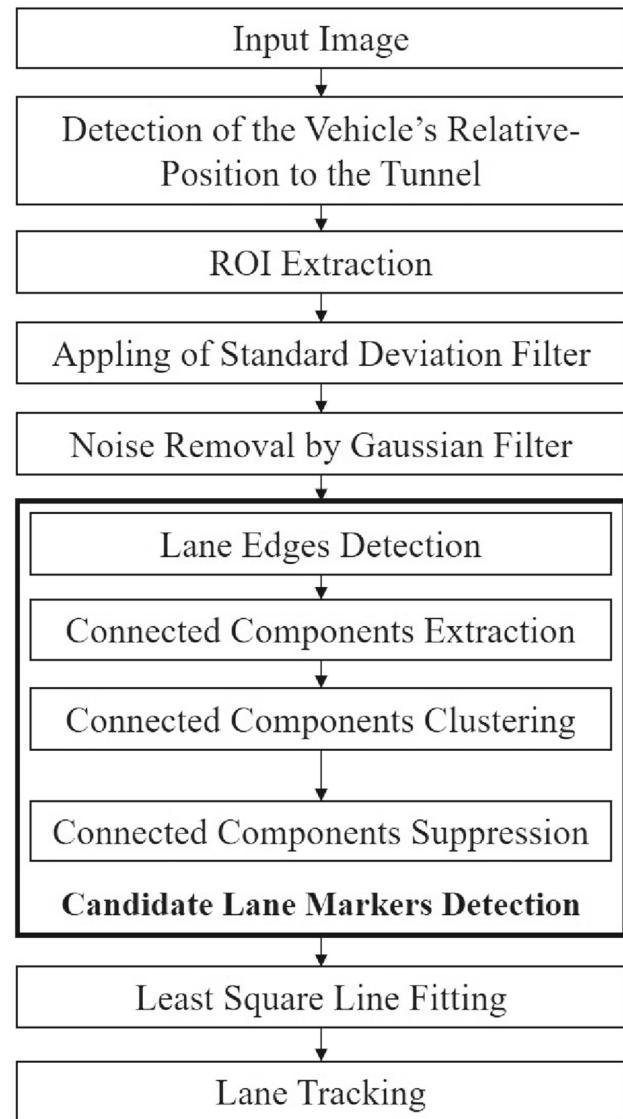 Input Image
Detection of the Vehicle's Relative-
Position to the Tunnel
ROI Extraction
Appling of Standard Deviation Filter
Noise Removal by Gaussian Filter
Lane Edges Detection
Connected Components Extraction
Connected Components Clustering
Connected Components Suppression
Candidate Lane Markers Detection
Least Square Line Fitting
Lane Tracking